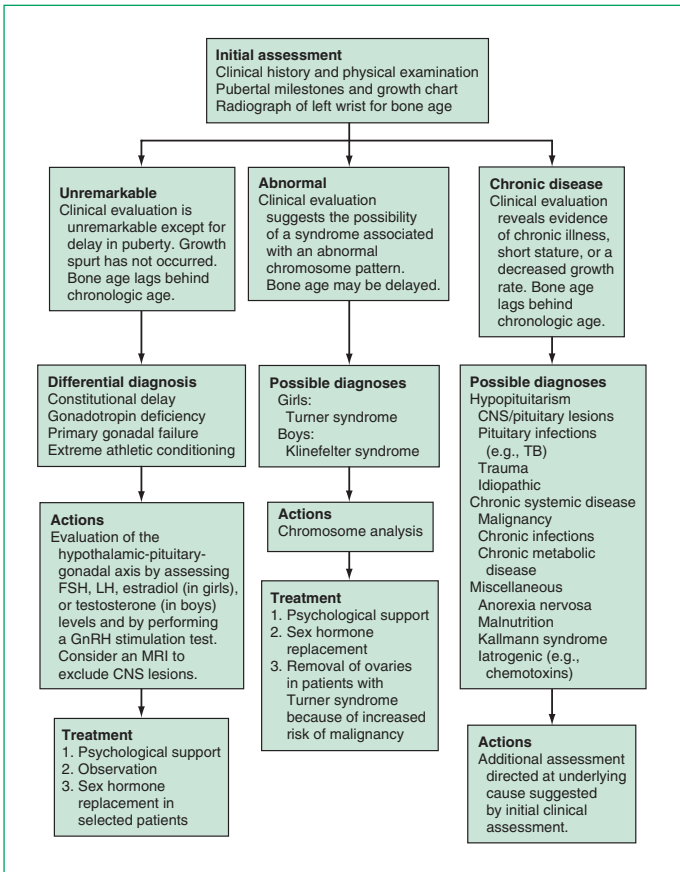 Initial assessment
Clinical history and physical examination
Pubertal milestones and growth chart
Radiograph of left wrist for bone age
Unremarkable
Clinical evaluation is
unremarkable except for
delay in puberty. Growth
spurt has not occurred.
Bone age lags behind
chronologic age.
Abnormal
Clinical evaluation
suggests the possibility
of a syndrome associated
with an abnormal
chromosome pattern.
Bone age may be delayed.
Chronic disease
Clinical evaluation
reveals evidence
of chronic illness,
short stature, or a
decreased growth
rate. Bone age
lags behind
chronologic age.
Differential diagnosis
Constitutional delay
Gonadotropin deficiency
Primary gonadal failure
Extreme athletic conditioning
Possible diagnoses
Girls:
Turner syndrome
Boys:
Klinefelter syndrome
Possible diagnoses
Hypopituitarism
CNS/pituitary lesions
Pituitary infections
(e.g., TB)
Trauma
Idiopathic
Chronic systemic disease
Malignancy
Chronic infections
Chronic metabolic
disease
Miscellaneous
Anorexia nervosa
Malnutrition
Kallmann syndrome
Iatrogenic (e.g.,
chemotoxins)
Actions
Evaluation of the
hypothalamic-pituitary-
gonadal axis by assessing
FSH, LH, estradiol (in girls),
or testosterone (in boys)
levels and by performing
a GnRH stimulation test.
Consider an MRI to
exclude CNS lesions.
Actions
Chromosome analysis
Treatment
1. Psychological support
2. Sex hormone
replacement
3. Removal of ovaries
in patients with
Turner syndrome
because of increased
risk of malignancy
Treatment
1. Psychological support
2. Observation
3. Sex hormone
replacement in
selected patients
Actions
Additional assessment
directed at underlying
cause suggested
by initial clinical
assessment.